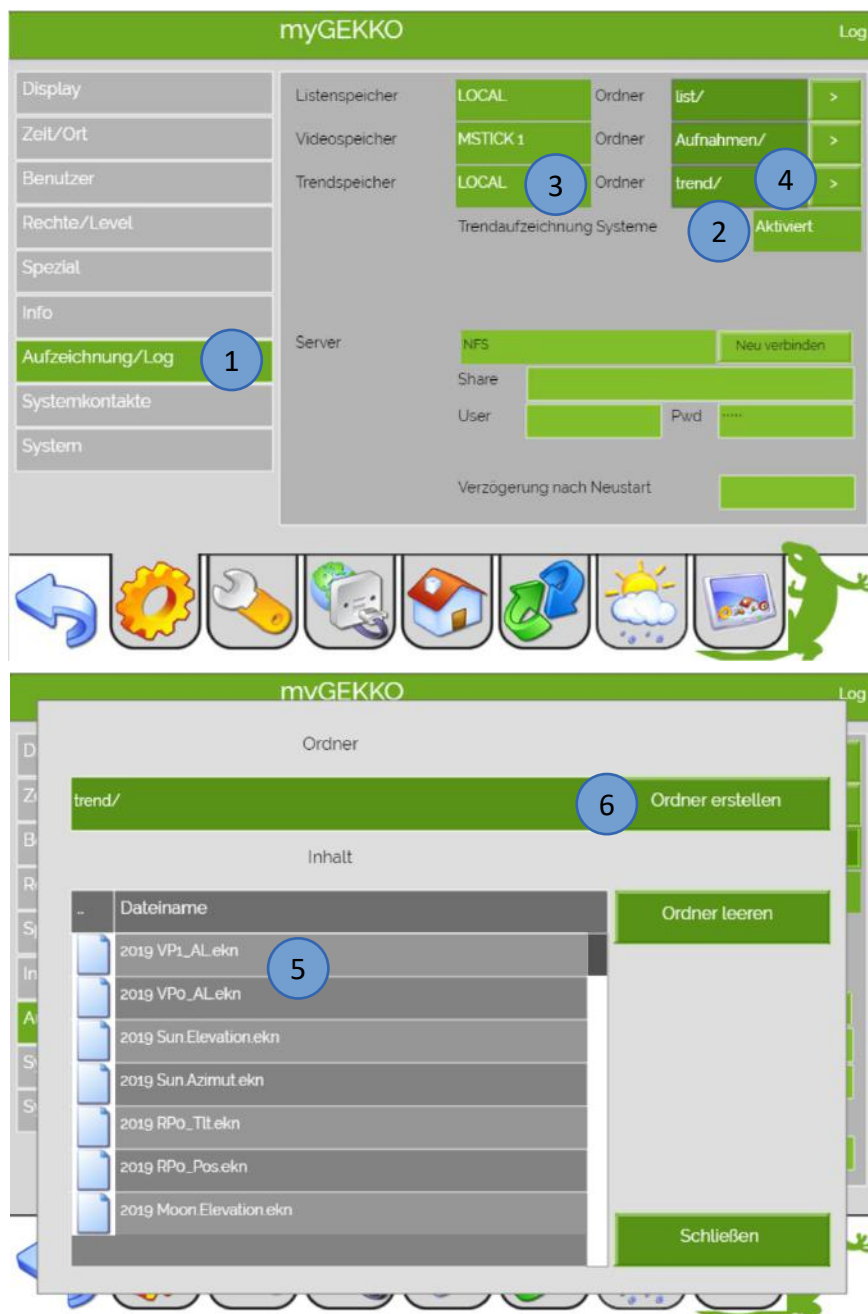 myGEKKO Log
Display
Zeit/Ort
Benutzer
Rechte/Level
Spezial
Info
Aufzeichnung/Log 1
Systemkontakte
System
Listenspeicher LOCAL Ordner list/ >
Videospeicher MSTICK 1 Ordner Aufnahmen/ >
Trendspeicher LOCAL 3 Ordner trend/ 4 >
Trendaufzeichnung Systeme 2 Aktiviert
Server NFS Neu verbinden
Share
User Pwd *****
Verzögerung nach Neustart
myGEKKO Log
Ordner
trend/ 6 Ordner erstellen
Inhalt
.. Dateiname Ordner leeren
2019 VP1_AL.ekn 5
2019 VP0_AL.ekn
2019 Sun.Elevation.ekn
2019 Sun.Azimut.ekn
2019 RP0_Tlt.ekn
2019 RP0_Pos.ekn
2019 Moon.Elevation.ekn
Schließen